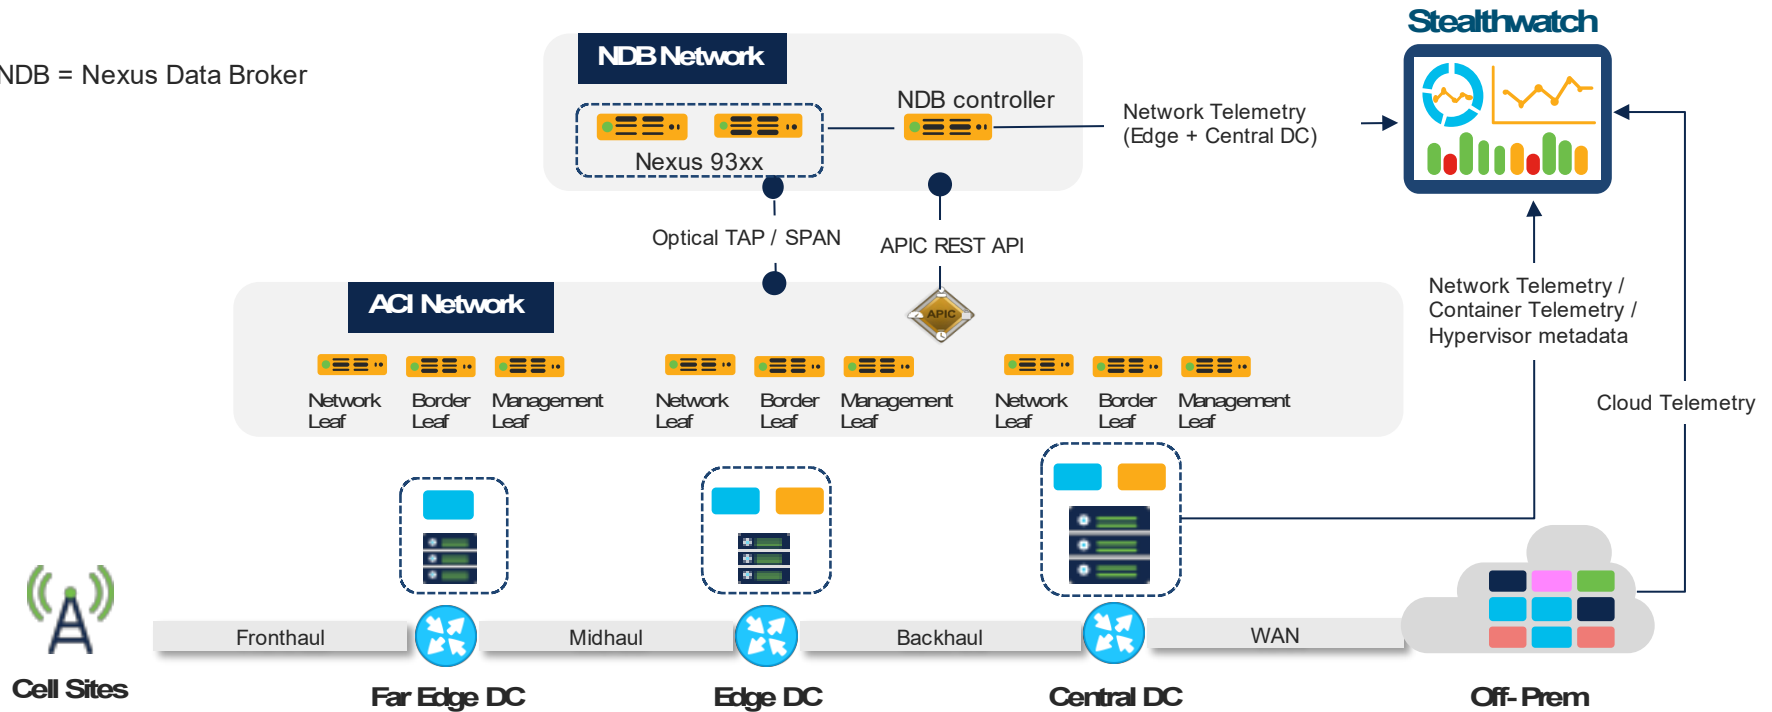 Stealthwatch
NDB Network
NDB = Nexus Data Broker
NDB controller
Nexus 93xx
Network Telemetry
(Edge + Central DC)
Optical TAP / SPAN
APIC REST API
ACI Network
APIC
Network Telemetry /
Container Telemetry /
Hypervisor metadata
Network
Leaf
Border
Leaf
Management
Leaf
Network
Leaf
Border
Leaf
Management
Leaf
Network
Leaf
Border
Leaf
Management
Leaf
Cloud Telemetry
Fronthaul
Midhaul
Backhaul
WAN
Cell Sites
Far Edge DC
Edge DC
Central DC
Off-Prem